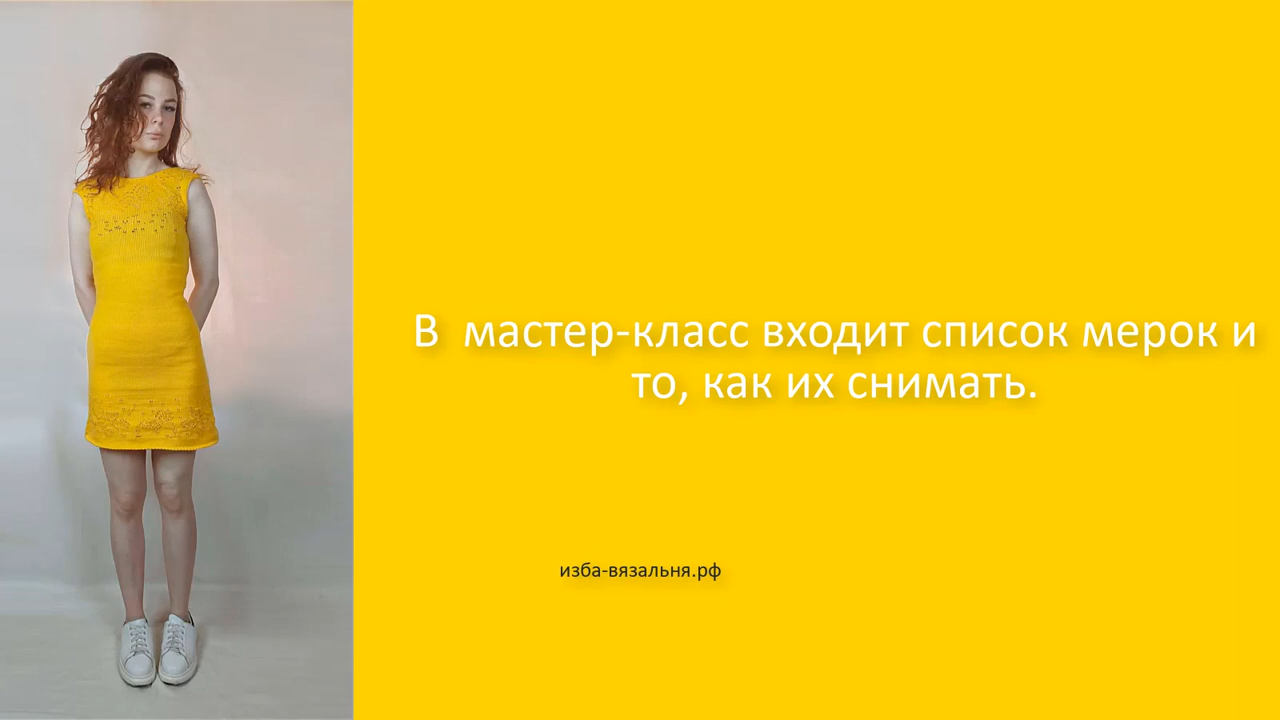 В  мастер-класс входит список мерок и
то, как их снимать.
изба-вязальня.рф